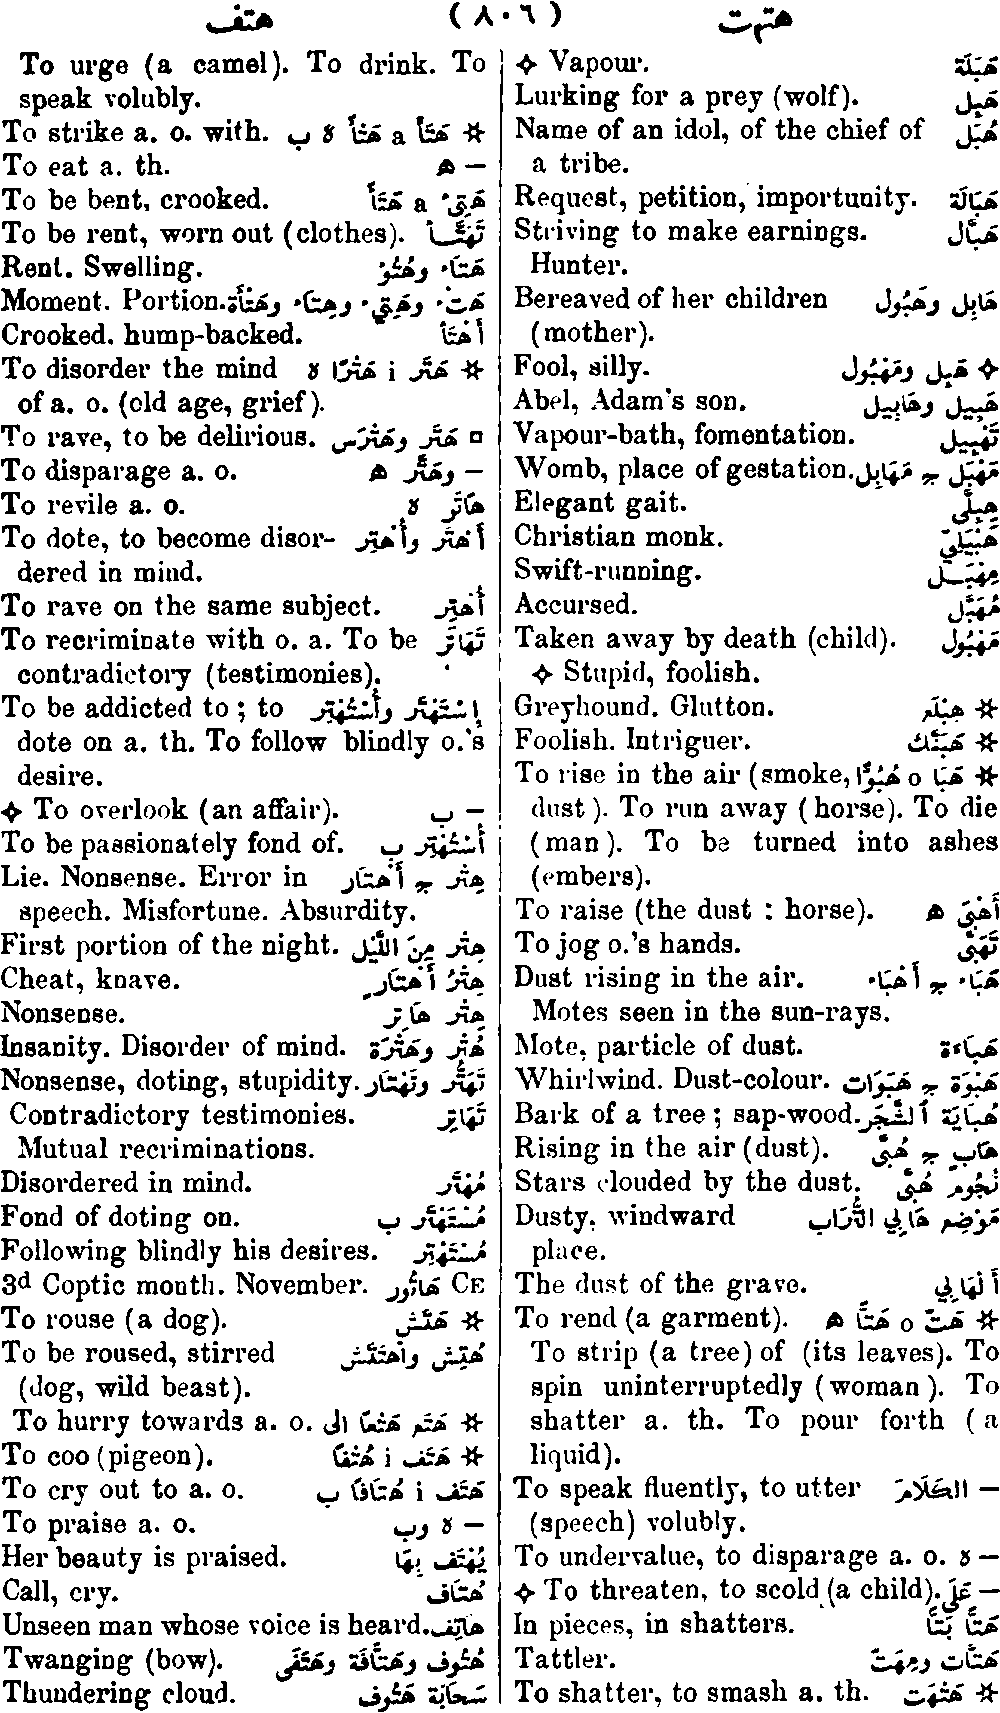 هتف (٨٠٦) هتهت
✧ Vapour. هَبَلَة
Lurking for a prey (wolf). هَبِل
Name of an idol, of the chief of هُبَل
a tribe.
Request, petition, importunity. هَبَالَة
Striving to make earnings. هَبَّال
Hunter.
Bereaved of her children هَابِل وهَبُول
(mother).
Fool, silly. هَبِل ومَهْبُول ✧
Abel, Adam's son. هَبِيل وهَابِيل
Vapour-bath, fomentation. تَهْبِيل
Womb, place of gestation. مَهْبِل ج مَهَابِل
Elegant gait. هِبِلَّى
Christian monk. هَبَيْلِيّ
Swift-running. مِهْبَل
Accursed. مُهَبَّل
Taken away by death (child). مَهْبُول
✧ Stupid, foolish.
Greyhound. Glutton. هِبْلَع ✲
Foolish. Intriguer. هَبَنَّك ✲
To rise in the air (smoke, هَبَا o هُبُوًّا ✲
dust). To run away (horse). To die
(man). To be turned into ashes
(embers).
To raise (the dust : horse). أَهْبَى ه
To jog o.'s hands. تَهَبَّى
Dust rising in the air. هَبَاء ج أَهْبَاء
Motes seen in the sun-rays.
Mote, particle of dust. هَبَاءَة
Whirlwind. Dust-colour. هَبْوَة ج هَبَوَات
Bark of a tree ; sap-wood. هُبَايَة ٱلشَّجَر
Rising in the air (dust). هَابٍ ج هُبًّى
Stars clouded by the dust. نُجُوم هُبًّى
Dusty, windward مَوْضِع هَابِي التُّرَاب
place.
The dust of the grave. أَلْهَابِي
To rend (a garment). هَتَّ o هَتًّا ه ✲
To strip (a tree) of (its leaves). To
spin uninterruptedly (woman). To
shatter a. th. To pour forth (a
liquid).
To speak fluently, to utter — الكَلَامَ
(speech) volubly.
To undervalue, to disparage a. o. — ه
✧ To threaten, to scold (a child). — عَلَى
In pieces, in shatters. هَتًّا بَتًّا
Tattler. هَتَّات ومِهَتّ
To shatter, to smash a. th. هَتْهَت ✲
To urge (a camel). To drink. To
speak volubly.
To strike a. o. with. هَتَأَ a هَتْأً ه ب ✲
To eat a. th. — ه
To be bent, crooked. هَتِئَ a هَتَأً
To be rent, worn out (clothes). تَهَتَّأَ
Rent. Swelling. هَتَاء وهُتُوْء
Moment. Portion. هَتْء وهَتِيْء وهِتَاء وهَتْأَة
Crooked. hump-backed. أَهْتَأ
To disorder the mind هَتَر i هَتْرًا ه ✲
of a. o. (old age, grief).
To rave, to be delirious. ▫ هَتَّر وهَتْرَس
To disparage a. o. — وهَتَّر ه
To revile a. o. هَاتَر ه
To dote, to become disor- أَهْتَر وأُهْتِر
dered in mind.
To rave on the same subject. أُهْتِر
To recriminate with o. a. To be تَهَاتَر
contradictory (testimonies).
To be addicted to ; to إِسْتَهْتَر وأُسْتُهْتِر
dote on a. th. To follow blindly o.'s
desire.
✧ To overlook (an affair). — ب
To be passionately fond of. أُسْتُهْتِر ب
Lie. Nonsense. Error in هِتْر ج أَهْتَار
speech. Misfortune. Absurdity.
First portion of the night. هِتْر مِنَ اللَّيْل
Cheat, knave. هِتْرُ أَهْتَارٍ
Nonsense. هِتْر هَاتِر
Insanity. Disorder of mind. هُتْر وهَتْرَة
Nonsense, doting, stupidity. تَهَتُّر وتَهْتَار
Contradictory testimonies. تَهَاتِر
Mutual recriminations.
Disordered in mind. مُهْتَر
Fond of doting on. مُسْتَهْتَر ب
Following blindly his desires. مُسْتَهْتِر
3d Coptic month. November. هَاتُور CE
To rouse (a dog). هَتَّش ✲
To be roused, stirred هُتِش وٱهْتَتَش
(dog, wild beast).
To hurry towards a. o. هَتَع هَتْعًا الى ✲
To coo (pigeon). هَتَف i هُتْفًا ✲
To cry out to a. o. هَتَف i هُتَافًا ب
To praise a. o. — ه وب
Her beauty is praised. يُهْتَف بِهَا
Call, cry. هُتَاف
Unseen man whose voice is heard. هَاتِف
Twanging (bow). هَتُوف وهَتَّافَة وهَتَفَى
Thundering cloud. سَحَابَة هَتُوف